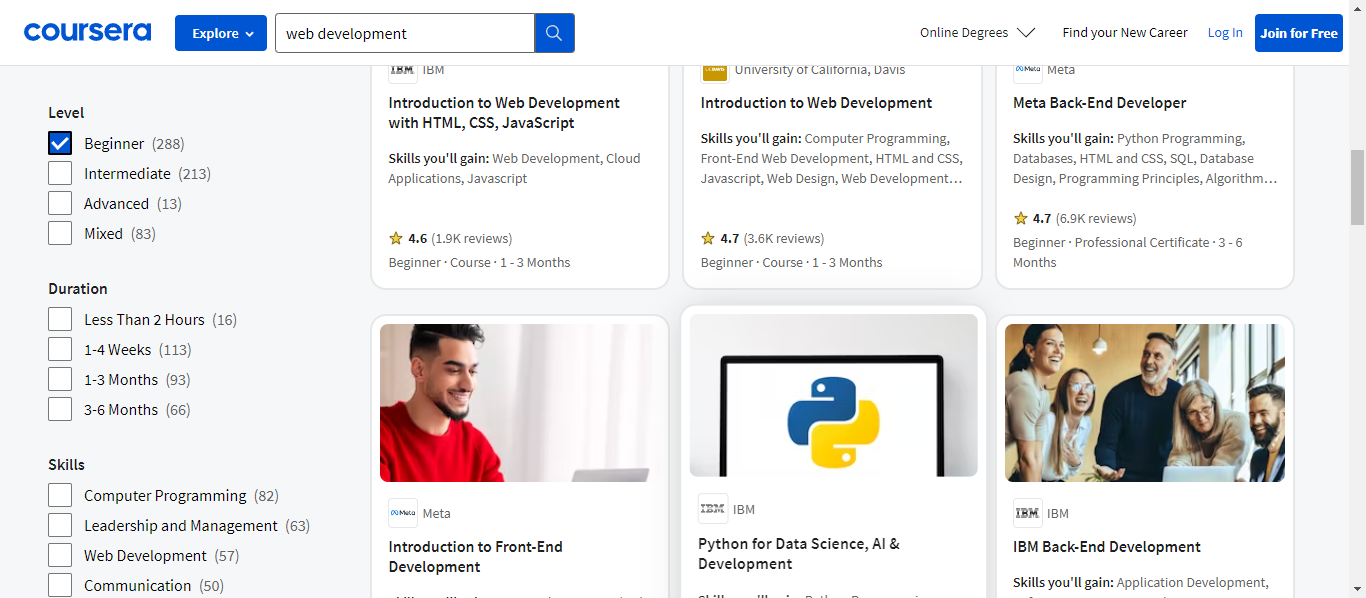 coursera
Explore
web development
Online Degrees
Find your New Career
Log In
Join for Free
Level
Beginner (288)
Intermediate (213)
Advanced (13)
Mixed (83)
Duration
Less Than 2 Hours (16)
1-4 Weeks (113)
1-3 Months (93)
3-6 Months (66)
Skills
Computer Programming (82)
Leadership and Management (63)
Web Development (57)
Communication (50)
IBM IBM
Introduction to Web Development
with HTML, CSS, JavaScript
Skills you'll gain: Web Development, Cloud
Applications, Javascript
4.6 (1.9K reviews)
Beginner · Course · 1 - 3 Months
University of California, Davis
Introduction to Web Development
Skills you'll gain: Computer Programming,
Front-End Web Development, HTML and CSS,
Javascript, Web Design, Web Development…
4.7 (3.6K reviews)
Beginner · Course · 1 - 3 Months
Meta Meta
Meta Back-End Developer
Skills you'll gain: Python Programming,
Databases, HTML and CSS, SQL, Database
Design, Programming Principles, Algorithm…
4.7 (6.9K reviews)
Beginner · Professional Certificate · 3 - 6
Months
Meta Meta
Introduction to Front-End
Development
IBM IBM
Python for Data Science, AI &
Development
IBM IBM
IBM Back-End Development
Skills you'll gain: Application Development,